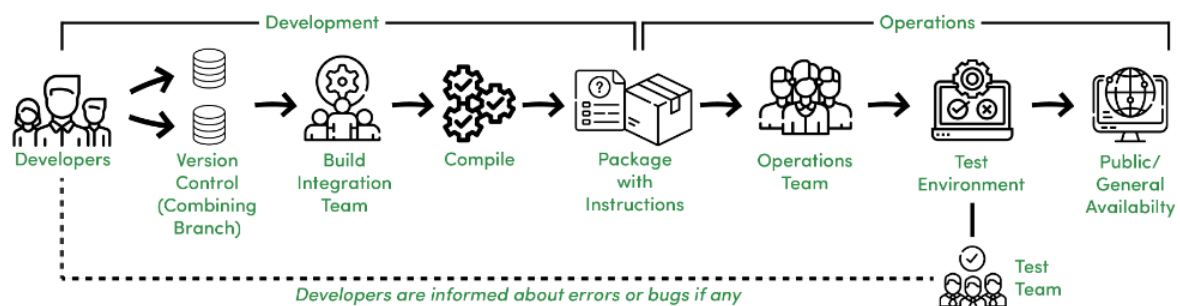 Development
Operations
Developers
Version
Control
(Combining
Branch)
Build
Integration
Team
Compile
?
Package
with
Instructions
Operations
Team
Test
Environment
Public/
General
Availabilty
Test
Team
Developers are informed about errors or bugs if any